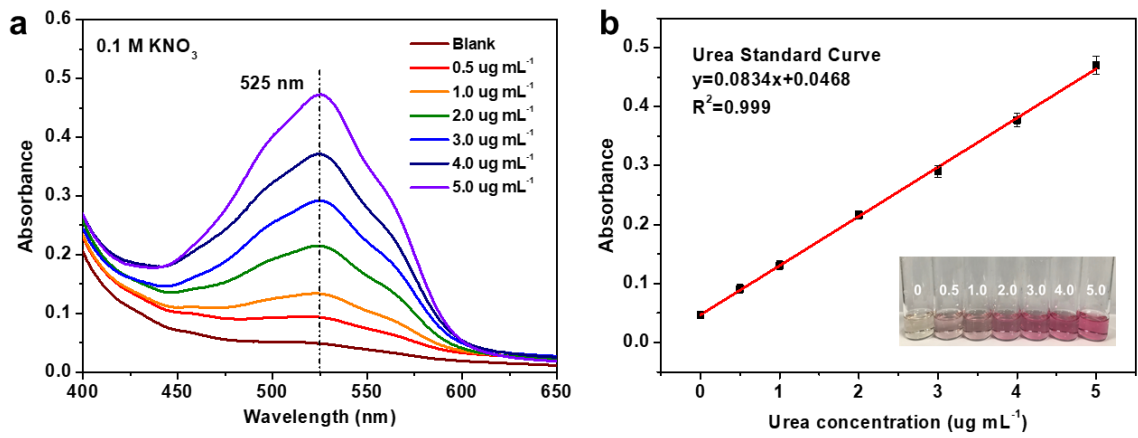 a
0.1 M KNO₃
525 nm
Blank
0.5 ug mL⁻¹
1.0 ug mL⁻¹
2.0 ug mL⁻¹
3.0 ug mL⁻¹
4.0 ug mL⁻¹
5.0 ug mL⁻¹
Absorbance
0.6
0.5
0.4
0.3
0.2
0.1
0.0
400 450 500 550 600 650
Wavelength (nm)
b
Urea Standard Curve
y=0.0834x+0.0468
R²=0.999
Absorbance
0.5
0.4
0.3
0.2
0.1
0.0
0 0.5 1.0 2.0 3.0 4.0 5.0
0 1 2 3 4 5
Urea concentration (ug mL⁻¹)